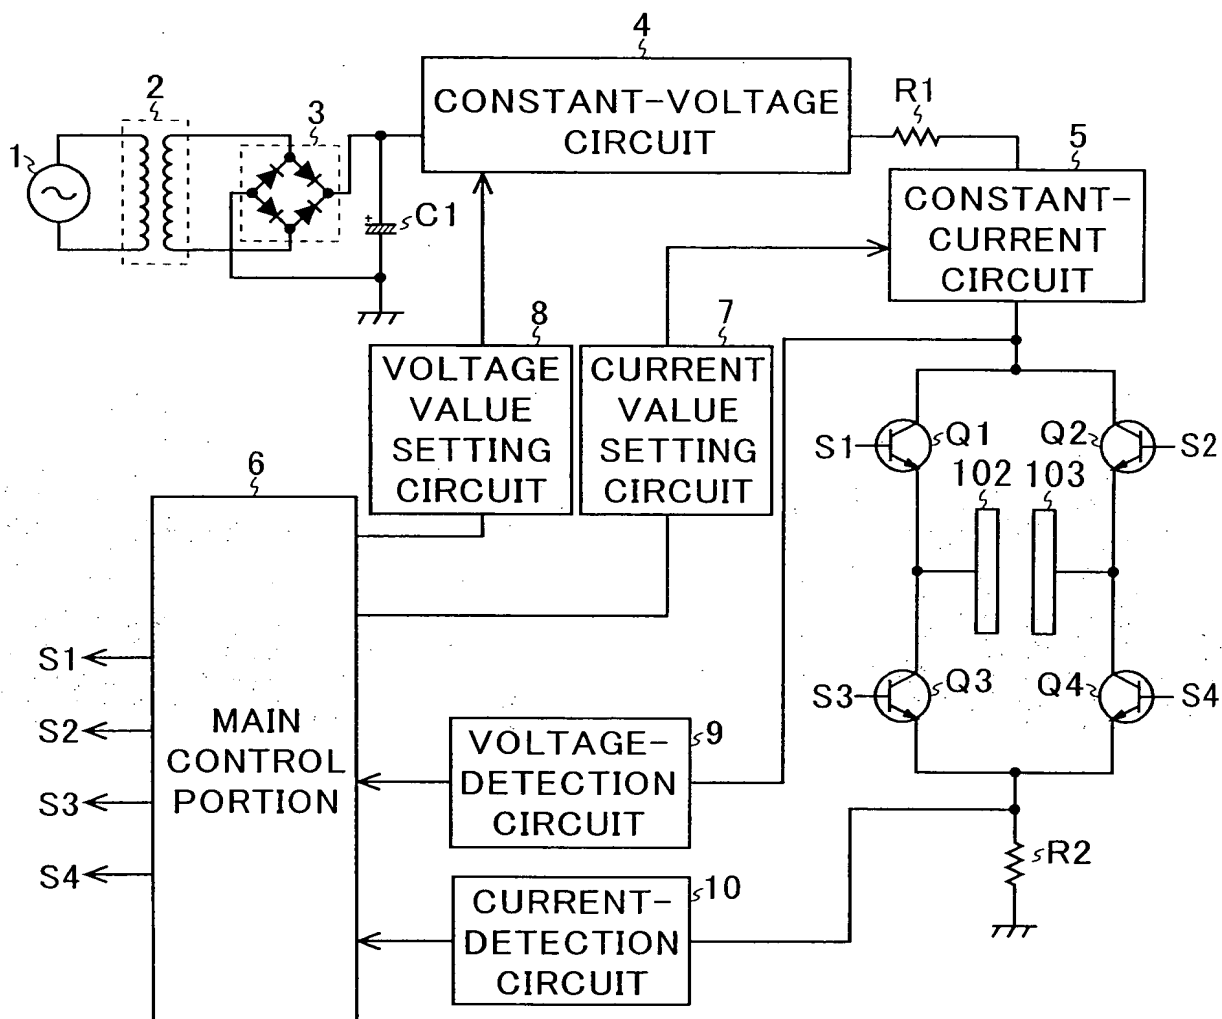 4
2
CONSTANT-VOLTAGE
CIRCUIT
R1
3
1
5
C1
CONSTANT-
CURRENT
CIRCUIT
8
7
VOLTAGE
VALUE
SETTING
CIRCUIT
CURRENT
VALUE
SETTING
CIRCUIT
S1
Q1
Q2
S2
6
102
103
S1
S2
S3
S4
MAIN
CONTROL
PORTION
S3
Q3
Q4
S4
VOLTAGE-
DETECTION
CIRCUIT
9
R2
CURRENT-
DETECTION
CIRCUIT
10